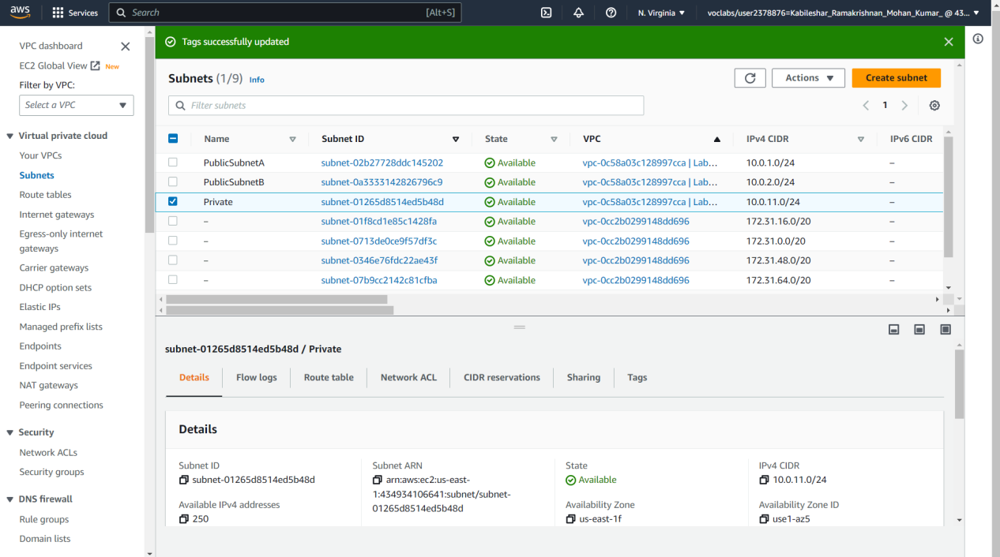 aws Services Search [Alt+S] N. Virginia voclabs/user2378876=Kabileshar_Ramakrishnan_Mohan_Kumar_ @ 43...
VPC dashboard
EC2 Global View New
Filter by VPC:
Select a VPC
Virtual private cloud
Your VPCs
Subnets
Route tables
Internet gateways
Egress-only internet
gateways
Carrier gateways
DHCP option sets
Elastic IPs
Managed prefix lists
Endpoints
Endpoint services
NAT gateways
Peering connections
Security
Network ACLs
Security groups
DNS firewall
Rule groups
Domain lists
Tags successfully updated
Subnets (1/9) Info
Actions
Create subnet
Filter subnets
1
Name Subnet ID State VPC IPv4 CIDR IPv6 CIDR
PublicSubnetA subnet-02b27728ddc145202 Available vpc-0c58a03c128997cca | Lab... 10.0.1.0/24 –
PublicSubnetB subnet-0a3333142826796c9 Available vpc-0c58a03c128997cca | Lab... 10.0.2.0/24 –
Private subnet-01265d8514ed5b48d Available vpc-0c58a03c128997cca | Lab... 10.0.11.0/24 –
– subnet-01f8cd1e85c1428fa Available vpc-0cc2b0299148dd696 172.31.16.0/20 –
– subnet-0713de0ce9f57df3c Available vpc-0cc2b0299148dd696 172.31.0.0/20 –
– subnet-0346e76fdc22ae43f Available vpc-0cc2b0299148dd696 172.31.48.0/20 –
– subnet-07b9cc2142c81cfba Available vpc-0cc2b0299148dd696 172.31.64.0/20 –
subnet-01265d8514ed5b48d / Private
Details Flow logs Route table Network ACL CIDR reservations Sharing Tags
Details
Subnet ID
subnet-01265d8514ed5b48d
Available IPv4 addresses
250
Subnet ARN
arn:aws:ec2:us-east-
1:434934106641:subnet/subnet-
01265d8514ed5b48d
State
Available
Availability Zone
us-east-1f
IPv4 CIDR
10.0.11.0/24
Availability Zone ID
use1-az5